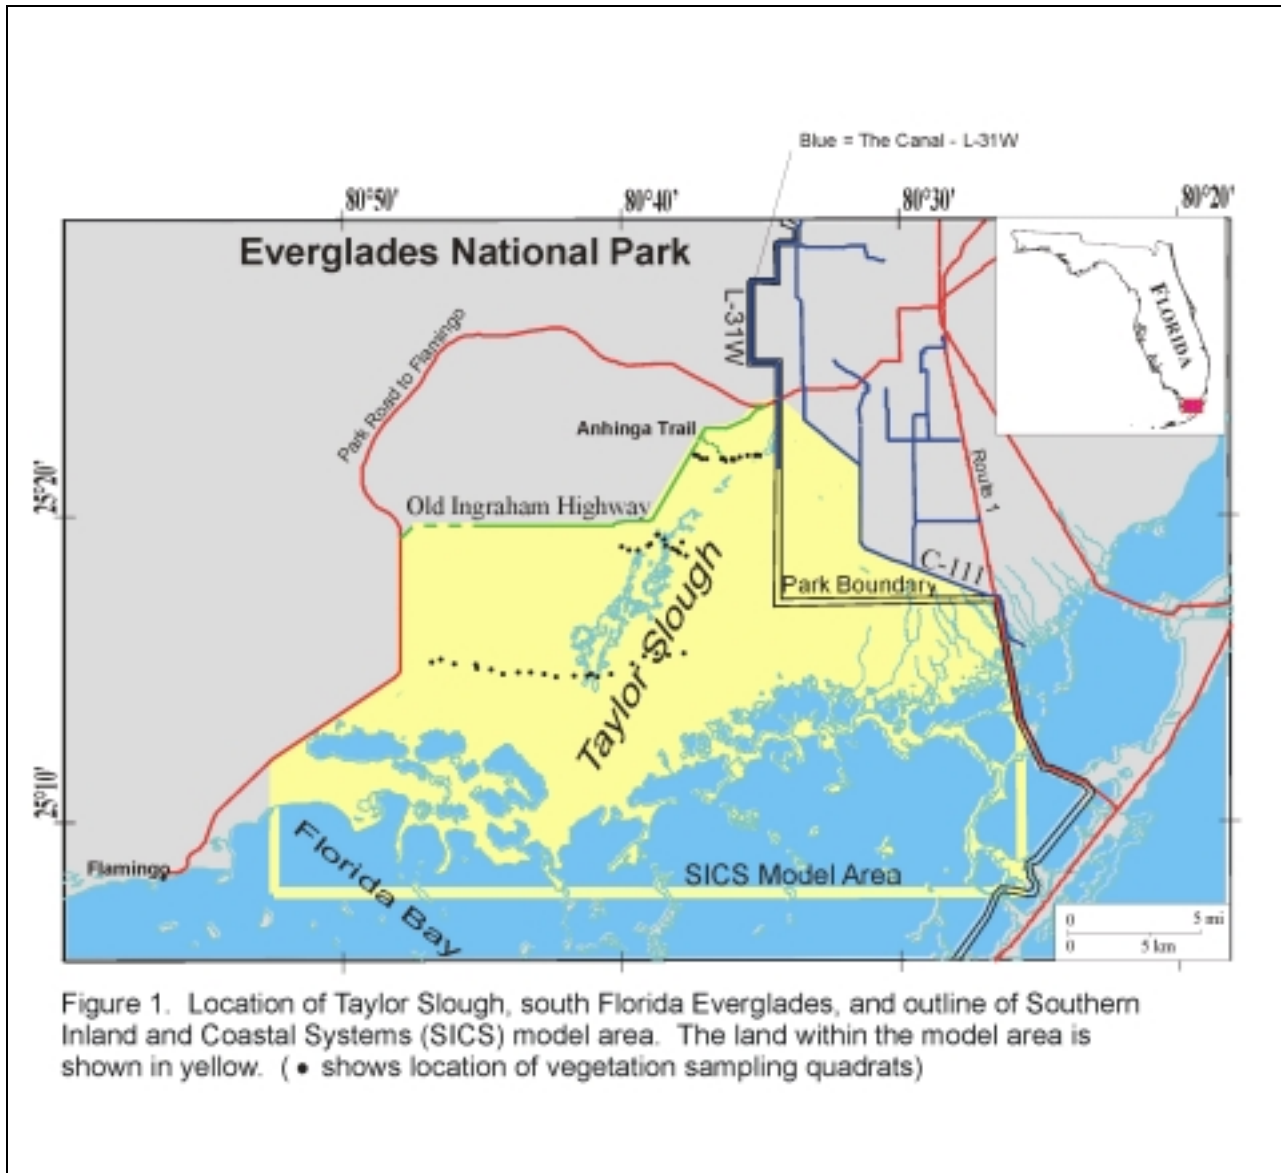 Blue = The Canal - L-31W
80°50'
80°40'
80°30'
80°20'
Everglades National Park
FLORIDA
L-31W
Park Road to Flamingo
Anhinga Trail
Route 1
25°20'
Old Ingraham Highway
C-111
Park Boundary
Taylor Slough
25°10'
Flamingo
Florida Bay
SICS Model Area
0 5 mi
0 5 km
Figure 1. Location of Taylor Slough, south Florida Everglades, and outline of Southern
Inland and Coastal Systems (SICS) model area. The land within the model area is
shown in yellow. ( • shows location of vegetation sampling quadrats)